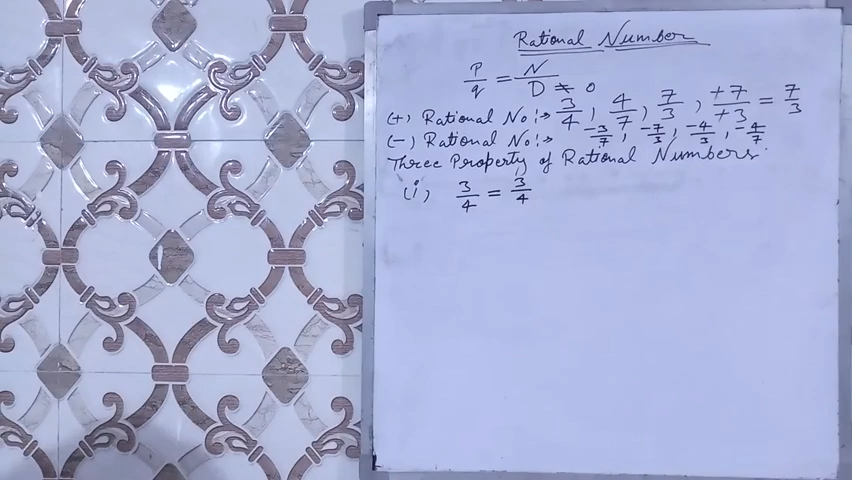 Rational Number
P/q = N/D ≠ 0
(+) Rational No:→ 3/4, 4/7, 7/3, +7/+3 = 7/3
(-) Rational No:→ -3/7, -7/3, -4/3, -4/7
Three Property of Rational Numbers.
(i) 3/4 = 3/4